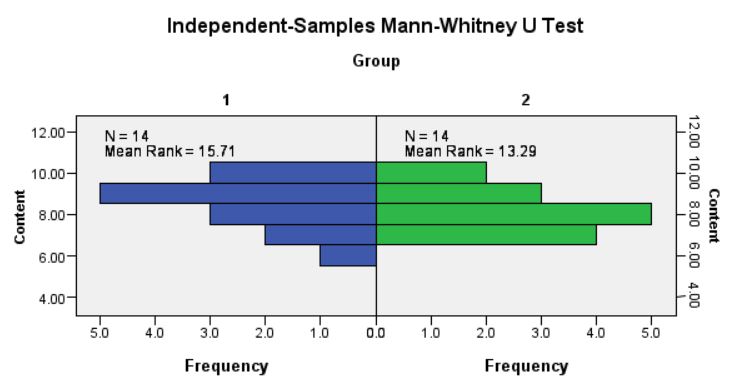 Independent-Samples Mann-Whitney U Test
Group
1 2
N = 14
Mean Rank = 15.71
N = 14
Mean Rank = 13.29
Content
12.00
10.00
8.00
6.00
4.00
12.00
10.00
8.00
6.00
4.00
Content
5.0 4.0 3.0 2.0 1.0 0.0 0.0 1.0 2.0 3.0 4.0 5.0
Frequency Frequency